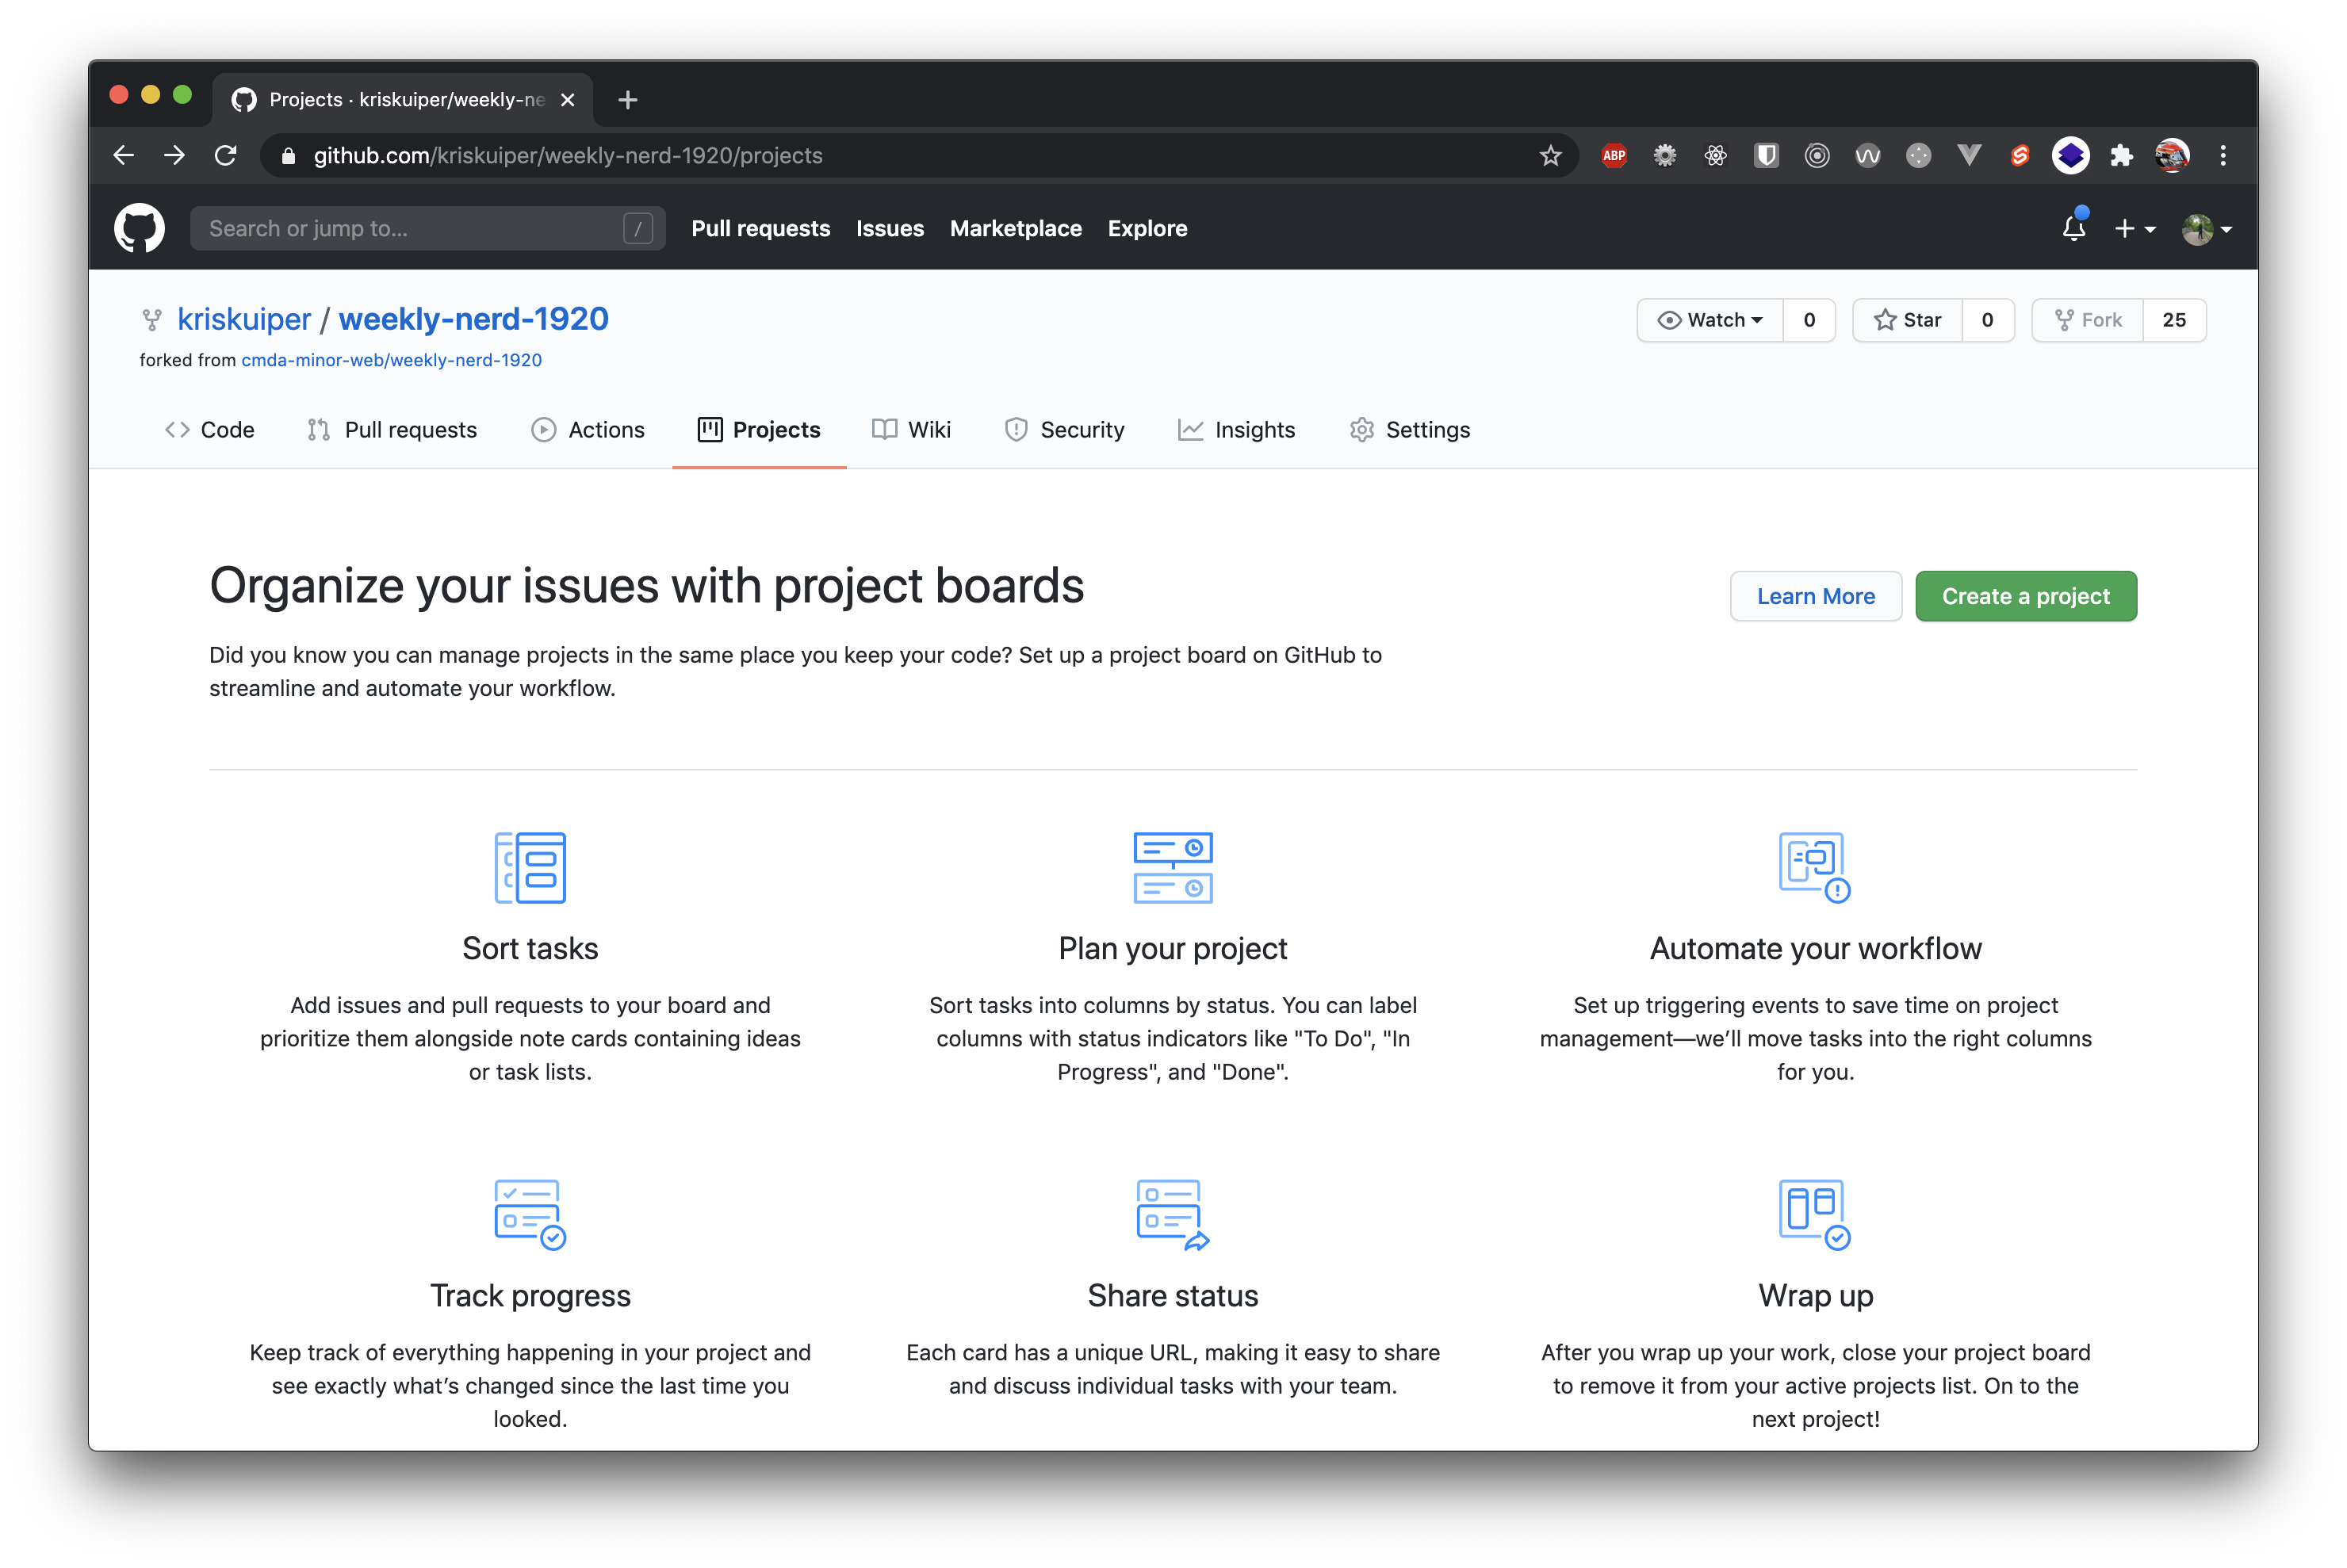 Projects · kriskuiper/weekly-ne
github.com/kriskuiper/weekly-nerd-1920/projects
ABP
Search or jump to...
/
Pull requests
Issues
Marketplace
Explore
kriskuiper / weekly-nerd-1920
Watch
0
Star
0
Fork
25
forked from cmda-minor-web/weekly-nerd-1920
Code
Pull requests
Actions
Projects
Wiki
Security
Insights
Settings
Organize your issues with project boards
Learn More
Create a project
Did you know you can manage projects in the same place you keep your code? Set up a project board on GitHub to
streamline and automate your workflow.
Sort tasks
Add issues and pull requests to your board and
prioritize them alongside note cards containing ideas
or task lists.
Plan your project
Sort tasks into columns by status. You can label
columns with status indicators like "To Do", "In
Progress", and "Done".
Automate your workflow
Set up triggering events to save time on project
management—we’ll move tasks into the right columns
for you.
Track progress
Keep track of everything happening in your project and
see exactly what’s changed since the last time you
looked.
Share status
Each card has a unique URL, making it easy to share
and discuss individual tasks with your team.
Wrap up
After you wrap up your work, close your project board
to remove it from your active projects list. On to the
next project!